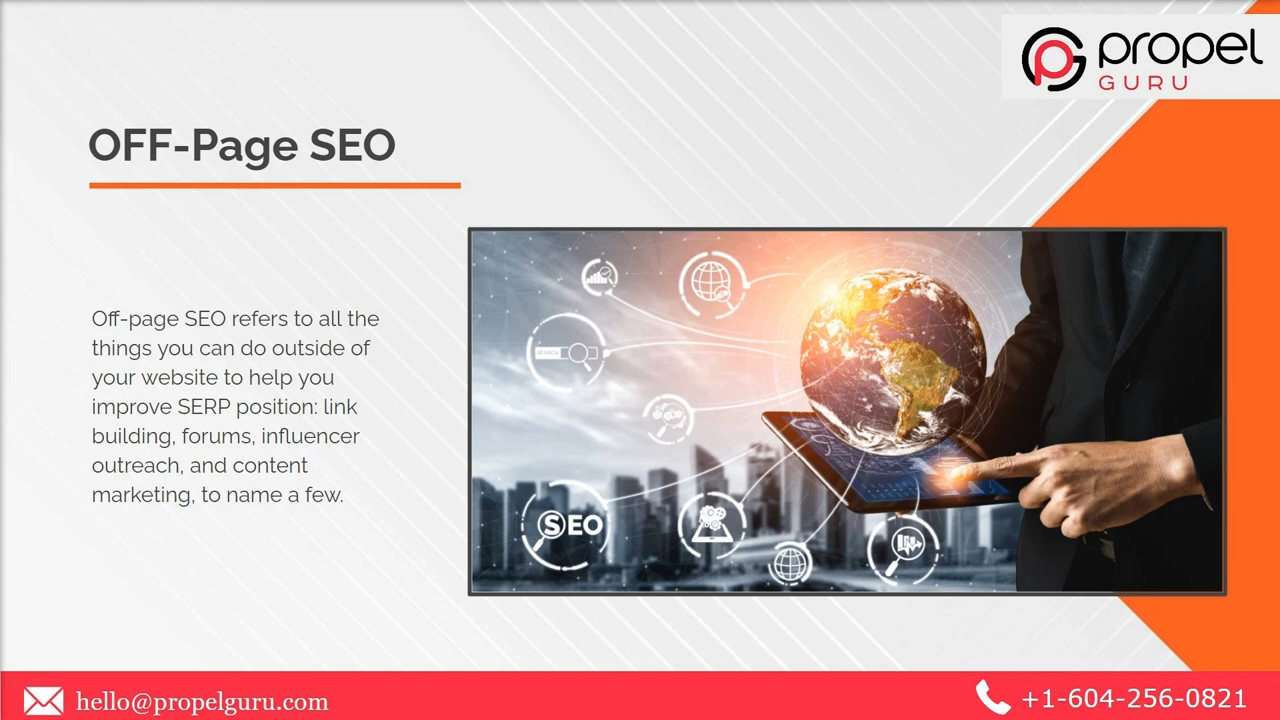 propel
GURU
OFF-Page SEO
Off-page SEO refers to all the
things you can do outside of
your website to help you
improve SERP position: link
building, forums, influencer
outreach, and content
marketing, to name a few.
SEARCH
SEO
hello@propelguru.com
+1-604-256-0821